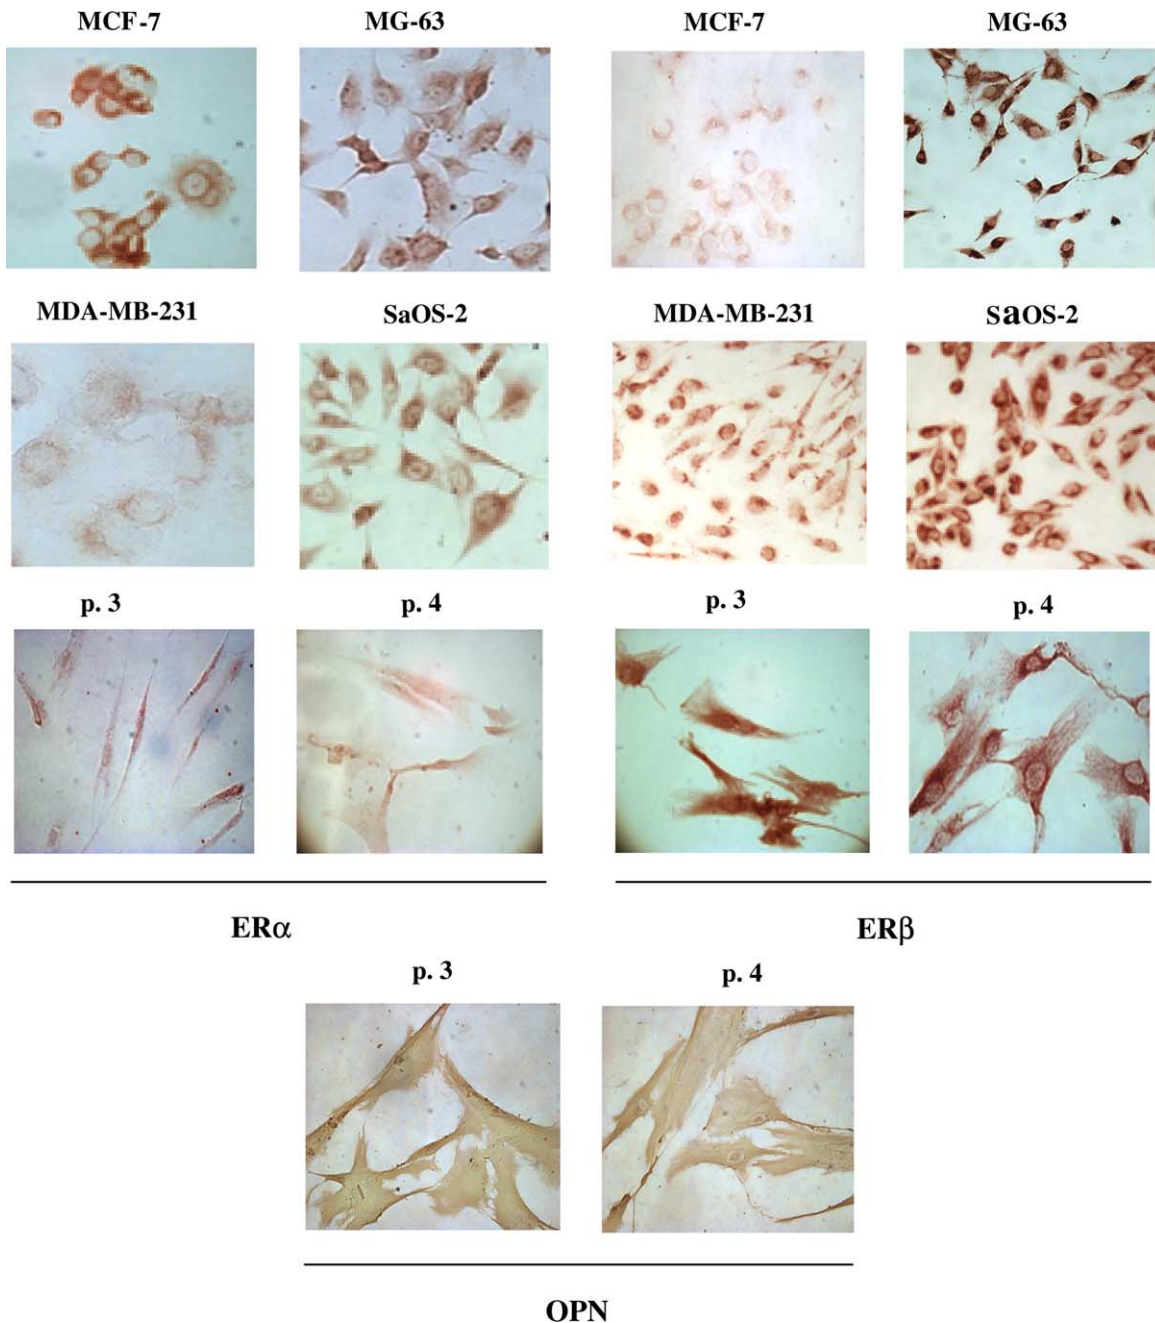 MCF-7 MG-63 MCF-7 MG-63
MDA-MB-231 SaOS-2 MDA-MB-231 SaOS-2
p. 3 p. 4 p. 3 p. 4
ERα ERβ
p. 3 p. 4
OPN